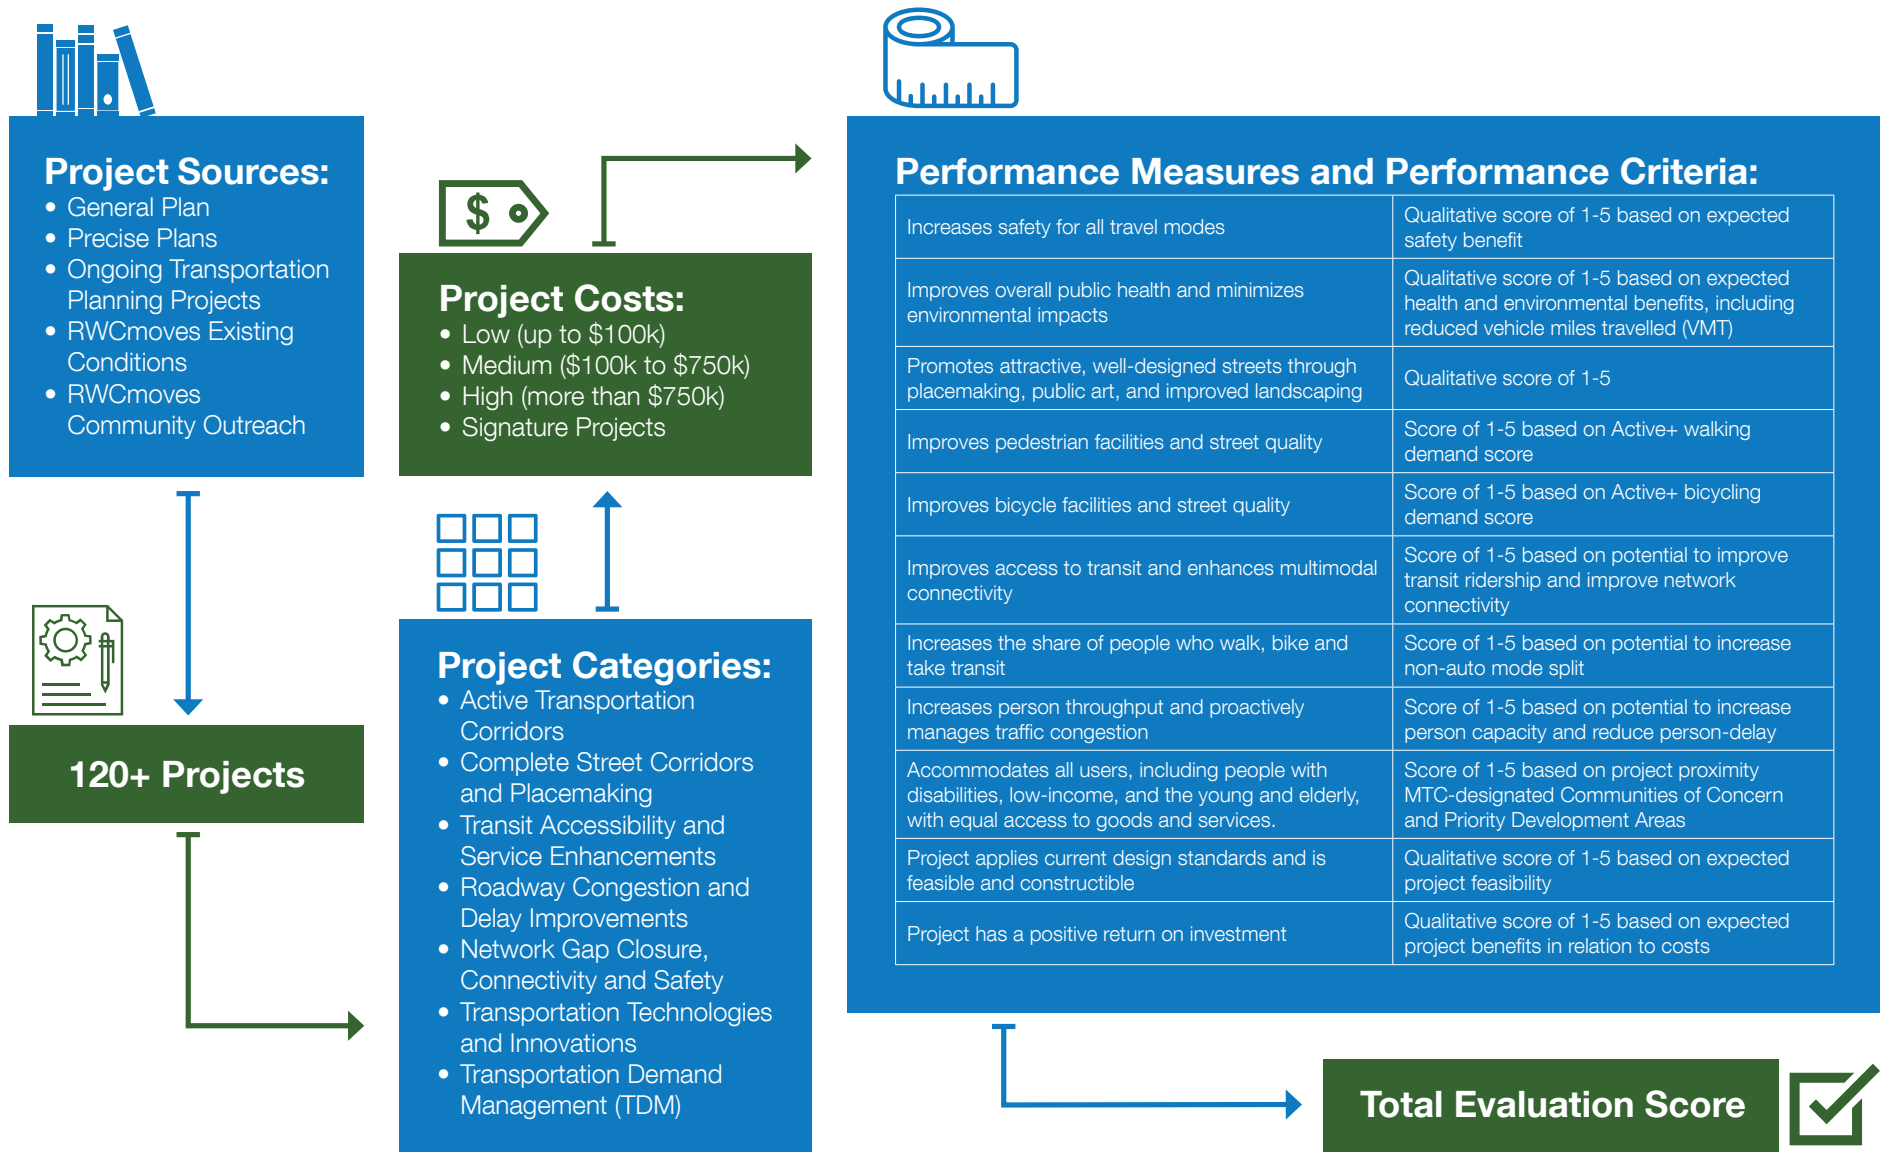 Project Sources:
• General Plan
• Precise Plans
• Ongoing Transportation
Planning Projects
• RWCmoves Existing
Conditions
• RWCmoves
Community Outreach
120+ Projects
$
Project Costs:
• Low (up to $100k)
• Medium ($100k to $750k)
• High (more than $750k)
• Signature Projects
Project Categories:
• Active Transportation
Corridors
• Complete Street Corridors
and Placemaking
• Transit Accessibility and
Service Enhancements
• Roadway Congestion and
Delay Improvements
• Network Gap Closure,
Connectivity and Safety
• Transportation Technologies
and Innovations
• Transportation Demand
Management (TDM)
Performance Measures and Performance Criteria:
Increases safety for all travel modes
Qualitative score of 1-5 based on expected
safety benefit
Improves overall public health and minimizes
environmental impacts
Qualitative score of 1-5 based on expected
health and environmental benefits, including
reduced vehicle miles travelled (VMT)
Promotes attractive, well-designed streets through
placemaking, public art, and improved landscaping
Qualitative score of 1-5
Improves pedestrian facilities and street quality
Score of 1-5 based on Active+ walking
demand score
Improves bicycle facilities and street quality
Score of 1-5 based on Active+ bicycling
demand score
Improves access to transit and enhances multimodal
connectivity
Score of 1-5 based on potential to improve
transit ridership and improve network
connectivity
Increases the share of people who walk, bike and
take transit
Score of 1-5 based on potential to increase
non-auto mode split
Increases person throughput and proactively
manages traffic congestion
Score of 1-5 based on potential to increase
person capacity and reduce person-delay
Accommodates all users, including people with
disabilities, low-income, and the young and elderly,
with equal access to goods and services.
Score of 1-5 based on project proximity
MTC-designated Communities of Concern
and Priority Development Areas
Project applies current design standards and is
feasible and constructible
Qualitative score of 1-5 based on expected
project feasibility
Project has a positive return on investment
Qualitative score of 1-5 based on expected
project benefits in relation to costs
Total Evaluation Score